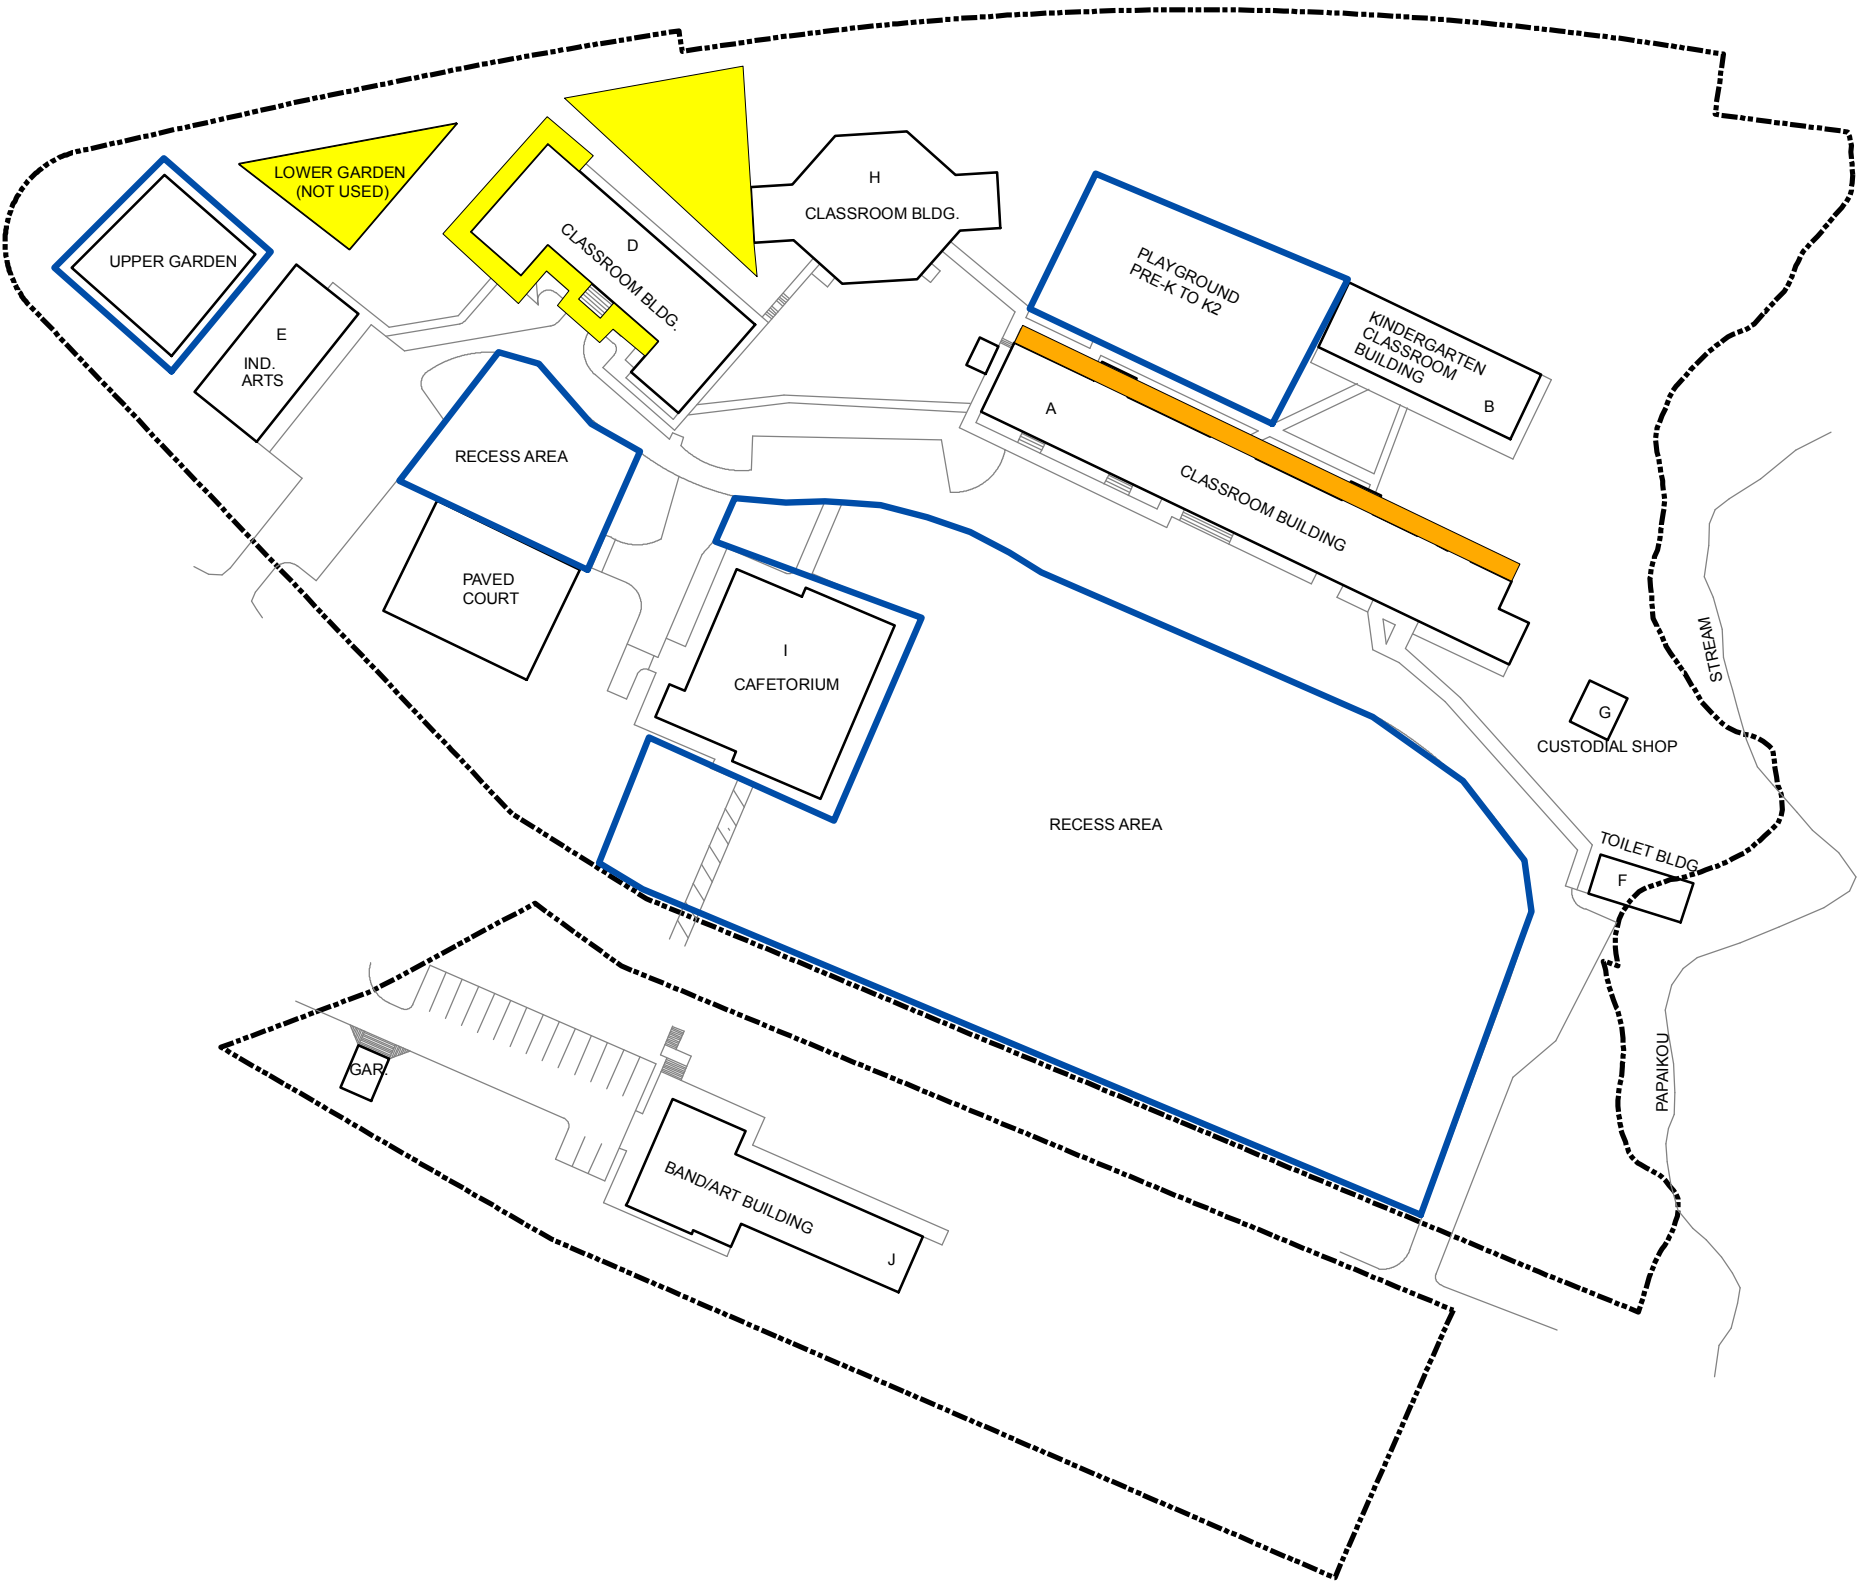 LOWER GARDEN
(NOT USED)
UPPER GARDEN
E
IND.
ARTS
D
CLASSROOM BLDG.
H
CLASSROOM BLDG.
PLAYGROUND
PRE-K TO K2
KINDERGARTEN
CLASSROOM
BUILDING
B
A
CLASSROOM BUILDING
RECESS AREA
PAVED
COURT
I
CAFETORIUM
RECESS AREA
STREAM
G
CUSTODIAL SHOP
TOILET BLDG
F
PAPAIKOU
GAR.
BAND/ART BUILDING
J